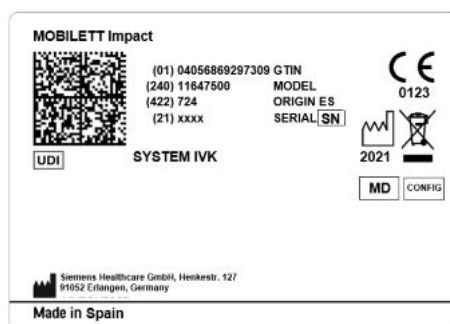 MOBILETT Impact
(01) 04056869297309 GTIN
(240) 11647500 MODEL
(422) 724 ORIGIN ES
(21) xxxx SERIAL SN
UDI
SYSTEM IVK
CE
0123
2021
MD CONFIG
Siemens Healthcare GmbH, Henkestr. 127
91052 Erlangen, Germany
Made in Spain